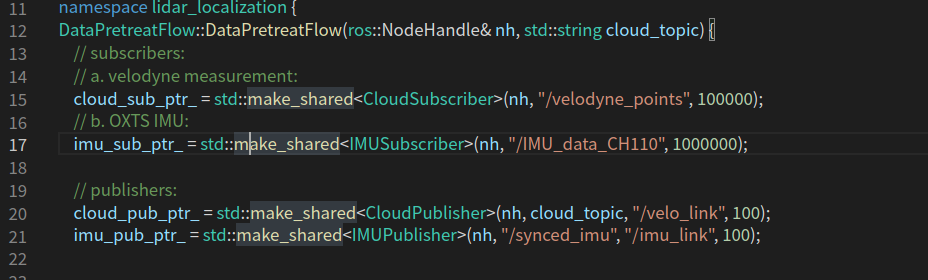 11 namespace lidar_localization {
12 DataPretreatFlow::DataPretreatFlow(ros::NodeHandle& nh, std::string cloud_topic) {
13 // subscribers:
14 // a. velodyne measurement:
15 cloud_sub_ptr_ = std::make_shared<CloudSubscriber>(nh, "/velodyne_points", 100000);
16 // b. OXTS IMU:
17 imu_sub_ptr_ = std::make_shared<IMUSubscriber>(nh, "/IMU_data_CH110", 1000000);
18
19 // publishers:
20 cloud_pub_ptr_ = std::make_shared<CloudPublisher>(nh, cloud_topic, "/velo_link", 100);
21 imu_pub_ptr_ = std::make_shared<IMUPublisher>(nh, "/synced_imu", "/imu_link", 100);
22